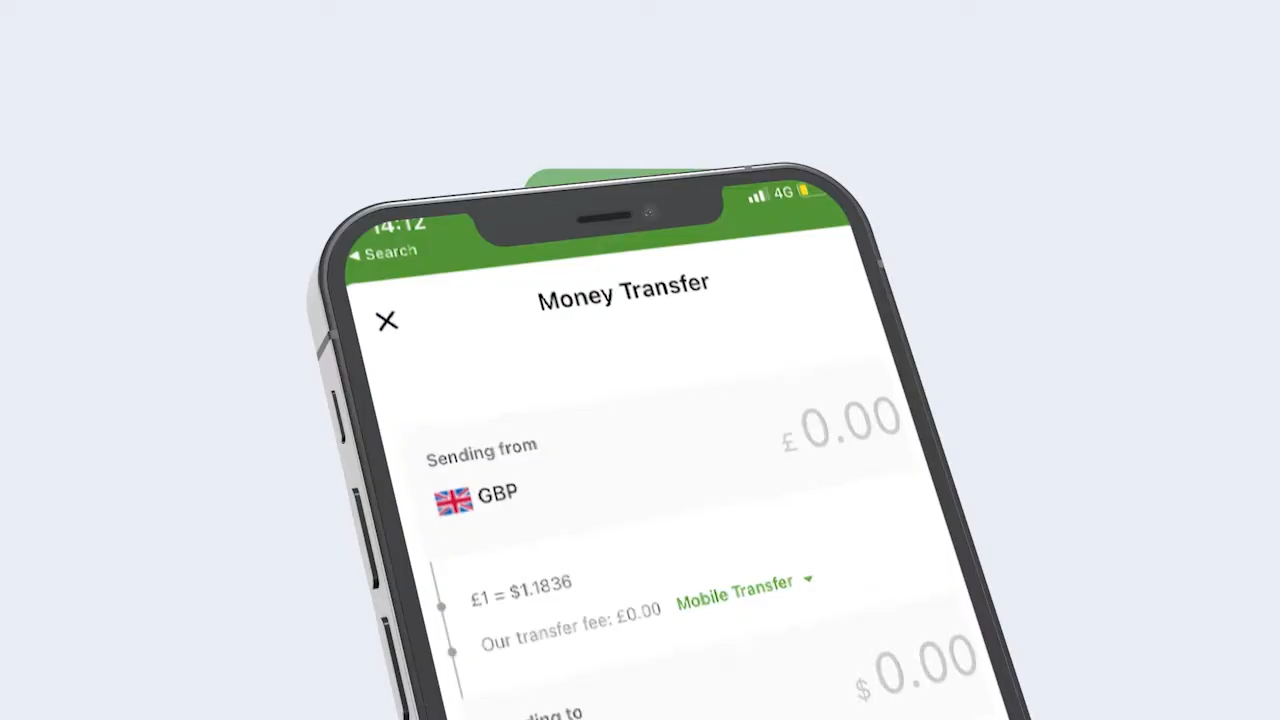 14:12
4G
Search
Money Transfer
Sending from
£ 0.00
GBP
£1 = $1.1836
Our transfer fee: £0.00 Mobile Transfer
$ 0.00
to